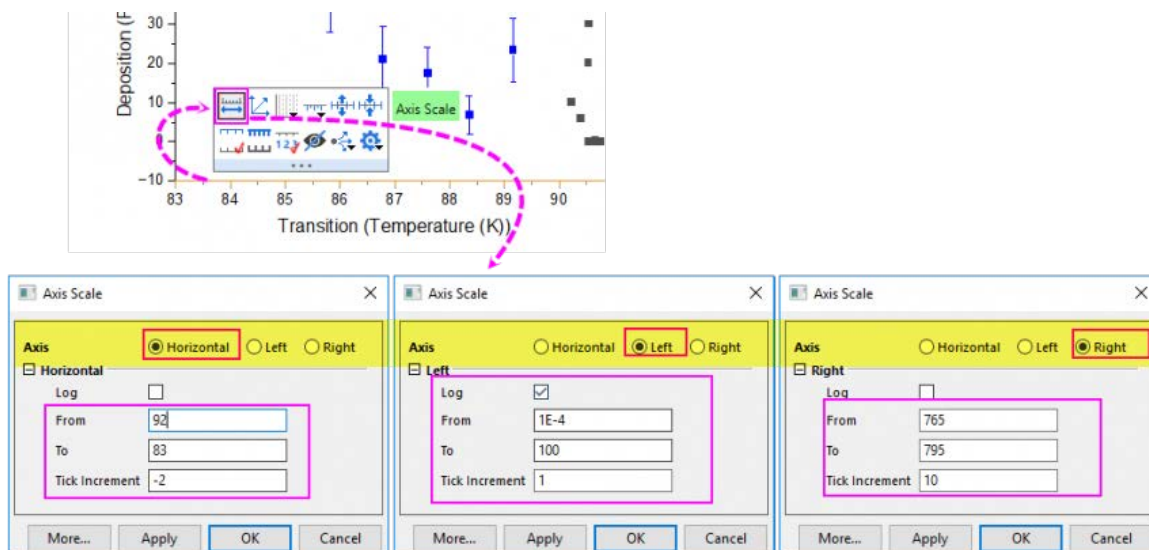 30
20
10
0
−10
Deposition (F
83 84 85 86 87 88 89 90
Transition (Temperature (K))
1 2 3
Axis Scale
Axis Scale
Axis Horizontal Left Right
Horizontal
Log
From 92
To 83
Tick Increment -2
More... Apply OK Cancel
Axis Scale
Axis Horizontal Left Right
Left
Log
From 1E-4
To 100
Tick Increment 1
More... Apply OK Cancel
Axis Scale
Axis Horizontal Left Right
Right
Log
From 765
To 795
Tick Increment 10
More... Apply OK Cancel